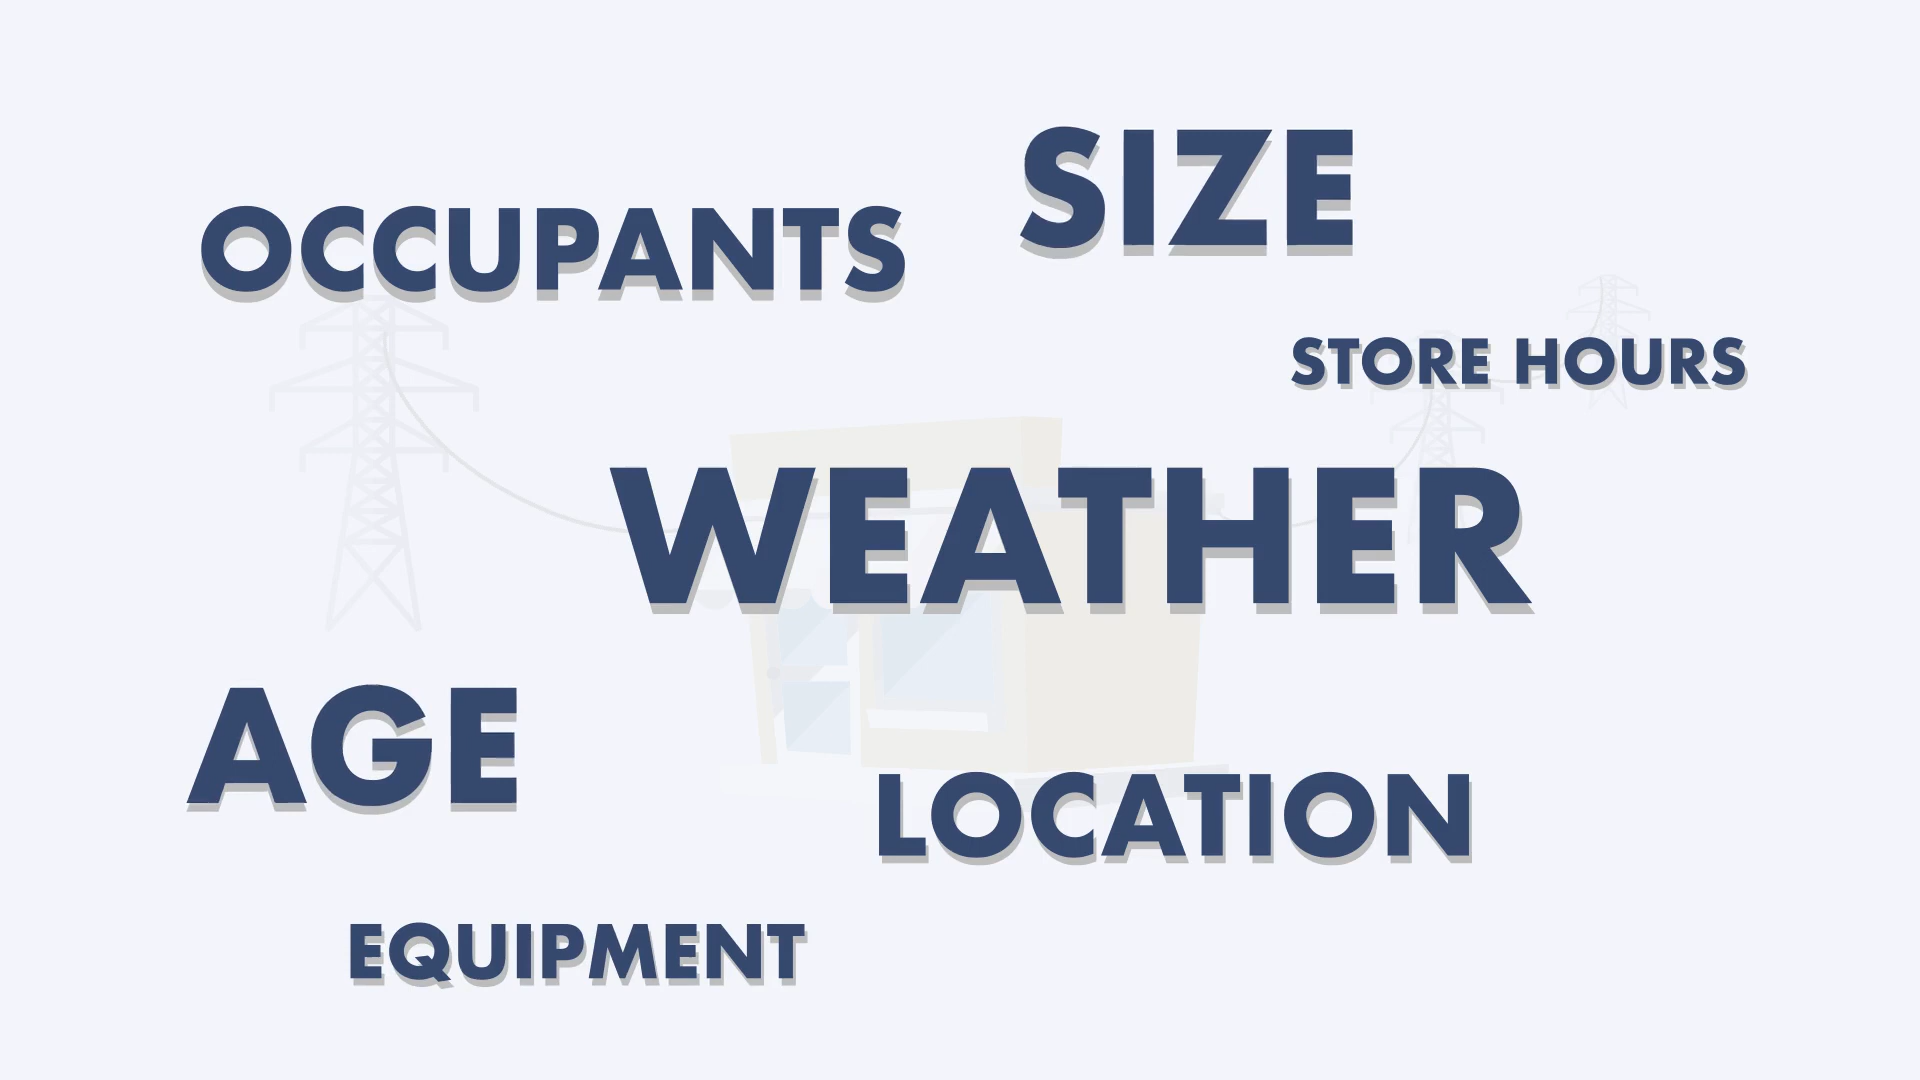 SIZE
OCCUPANTS
STORE HOURS
WEATHER
AGE
LOCATION
EQUIPMENT